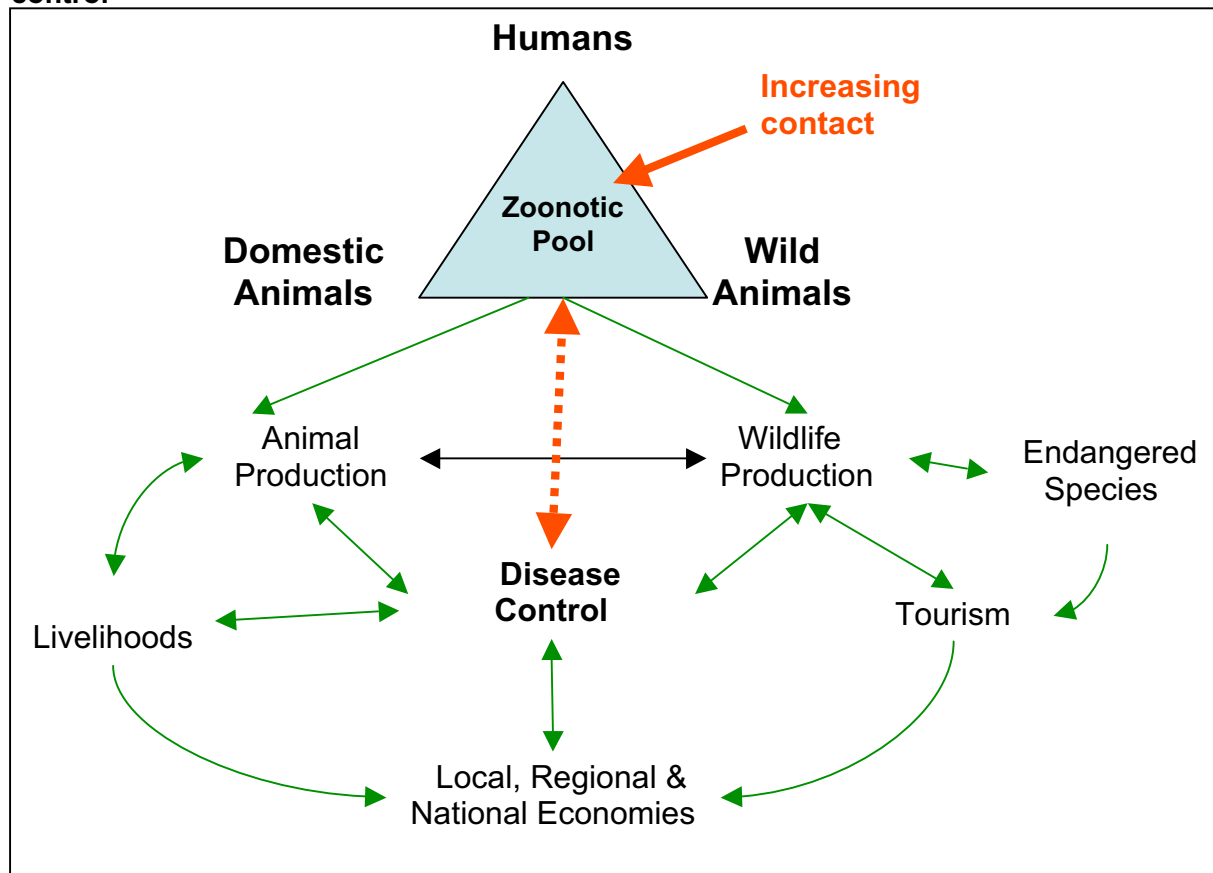 control
Humans
Increasing
contact
Zoonotic
Pool
Domestic
Animals
Wild
Animals
Animal
Production
Wildlife
Production
Endangered
Species
Disease
Control
Livelihoods
Tourism
Local, Regional &
National Economies